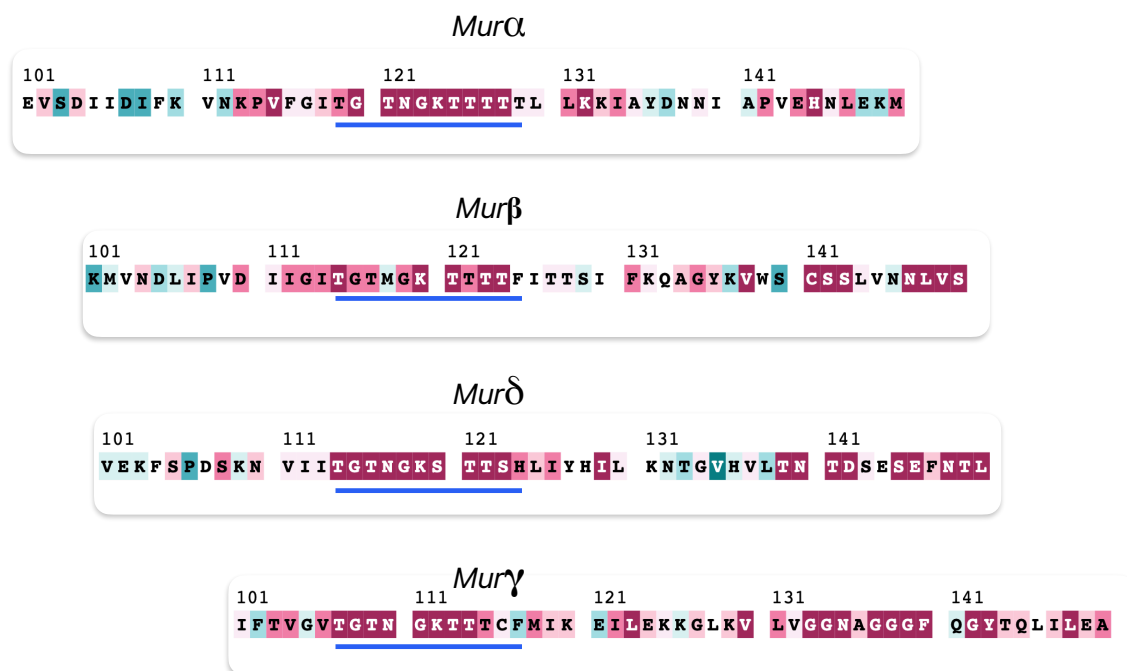 Murα
101 111 121 131 141
EVSDIIDIFK VNKPVFGITG TNGKTTTTTL LKKIAYDNNI APVEHNLEKM
Murβ
101 111 121 131 141
KMVNDLIPVD IIGITGTMGK TTTTFITTSI FKQAGYKVWS CSSLVNNLVS
Murδ
101 111 121 131 141
VEKFSPDSKN VIITGTNGKS TTSHLIYHIL KNTGVHVLTN TDSESEFNTL
Murγ
101 111 121 131 141
IFTVGVTGTN GKTTTCFMIK EILEKKGLKV LVGGNAGGGF QGYTQLILEA